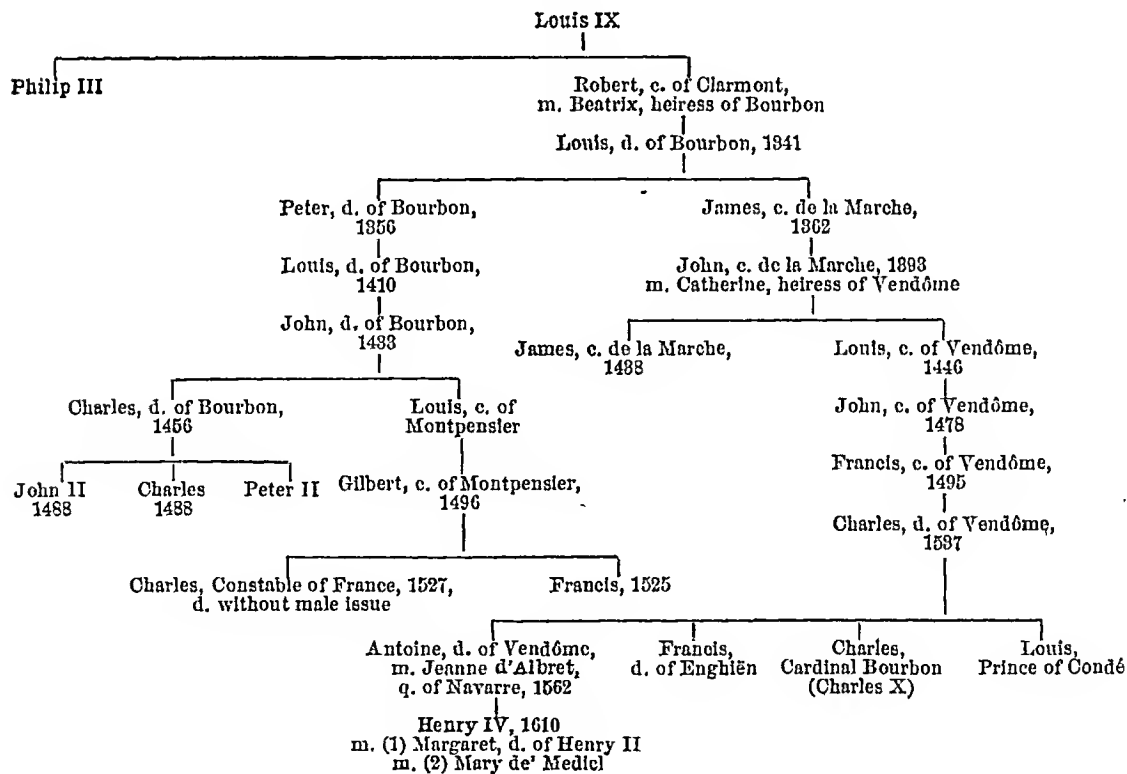 Louis IX
Philip III
Robert, c. of Clarmont,
m. Beatrix, heiress of Bourbon
Louis, d. of Bourbon, 1341
Peter, d. of Bourbon,
1356
James, c. de la Marche,
1362
Louis, d. of Bourbon,
1410
John, c. de la Marche, 1393
m. Catherine, heiress of Vendôme
John, d. of Bourbon,
1433
James, c. de la Marche,
1438
Louis, c. of Vendôme,
1446
Charles, d. of Bourbon,
1456
Louis, c. of
Montpensier
John, c. of Vendôme,
1478
John II
1488
Charles
1488
Peter II
Gilbert, c. of Montpensier,
1496
Francis, c. of Vendôme,
1495
Charles, d. of Vendôme,
1537
Charles, Constable of France, 1527,
d. without male issue
Francis, 1525
Antoine, d. of Vendôme,
m. Jeanne d'Albret,
q. of Navarre, 1562
Francis,
d. of Enghiën
Charles,
Cardinal Bourbon
(Charles X)
Louis,
Prince of Condé
Henry IV, 1610
m. (1) Margaret, d. of Henry II
m. (2) Mary de' Medici